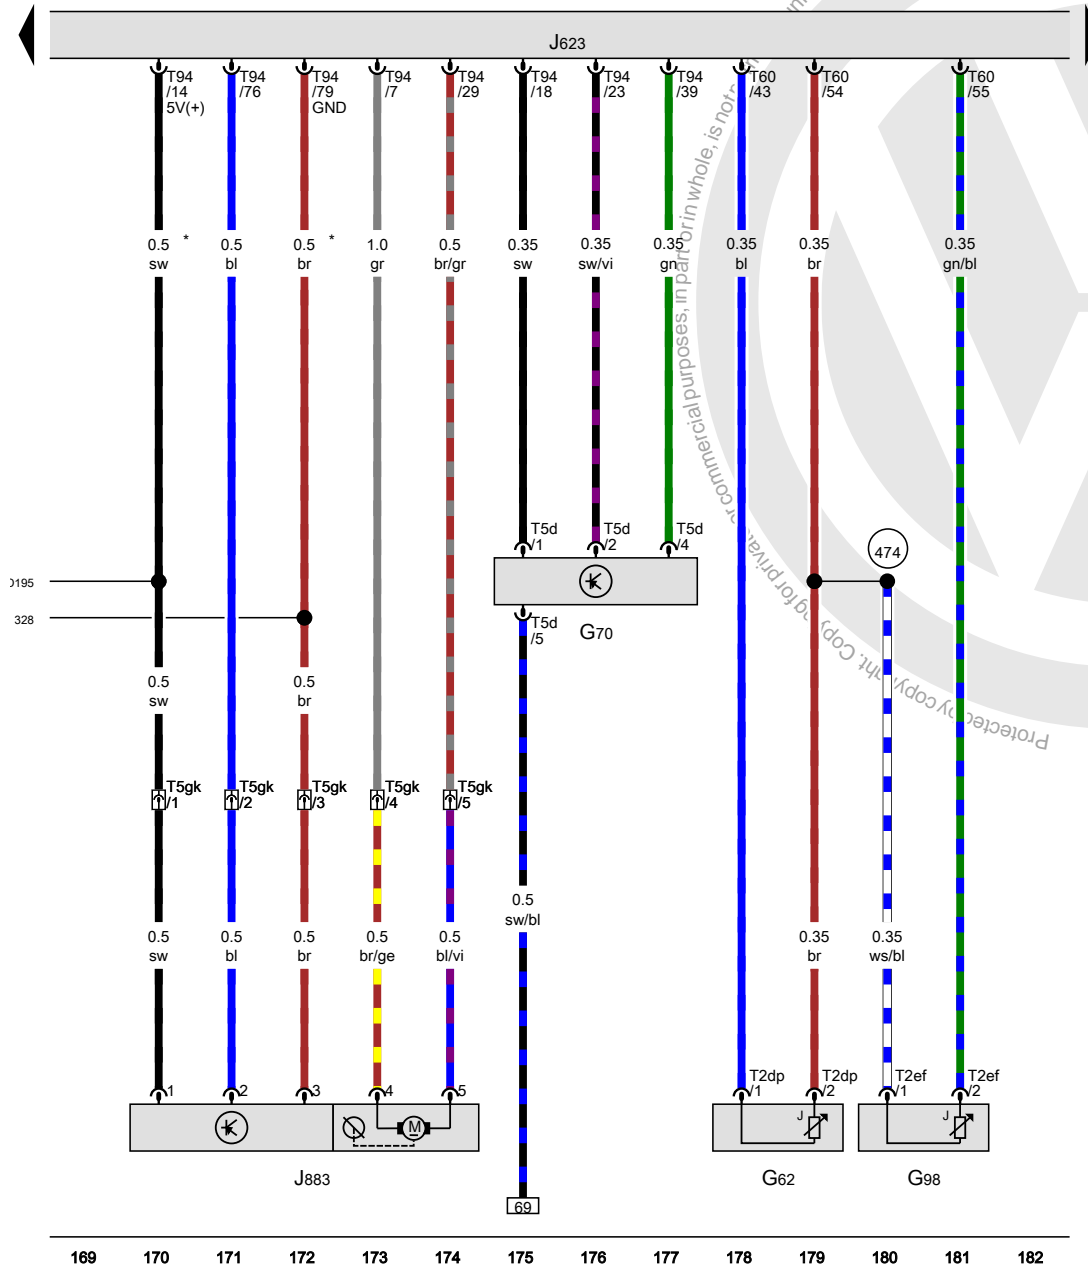 J623
T94
/14
5V(+)
T94
/76
T94
/79
GND
T94
/7
T94
/29
T94
/18
T94
/23
T94
/39
T60
/43
T60
/54
T60
/55
0.5 *
sw
0.5
bl
0.5 *
br
1.0
gr
0.5
br/gr
0.35
sw
0.35
sw/vi
0.35
gn
0.35
bl
0.35
br
0.35
gn/bl
T5d
/1
T5d
/2
T5d
/4
474
195
328
T5d
/5
G70
0.5
sw
0.5
br
T5gk
/1
T5gk
/2
T5gk
/3
T5gk
/4
T5gk
/5
0.5
sw/bl
0.5
sw
0.5
bl
0.5
br
0.5
br/ge
0.5
bl/vi
0.35
br
0.35
ws/bl
1
2
3
4
5
T2dp
/1
T2dp
/2
T2ef
/1
T2ef
/2
M
J
J
J883
G62
G98
69
169 170 171 172 173 174 175 176 177 178 179 180 181 182
Protected by copyright. Copying for private or commercial purposes, in part or in whole, is not